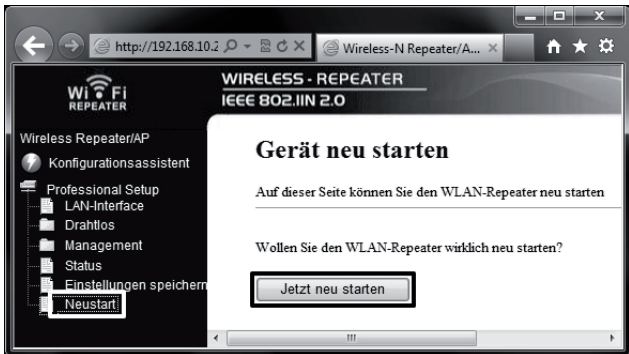 http://192.168.10.2
Wireless-N Repeater/A...
Wi Fi
REPEATER
WIRELESS - REPEATER
IEEE 802.11N 2.0
Wireless Repeater/AP
Konfigurationsassistent
Professional Setup
LAN-Interface
Drahtlos
Management
Status
Einstellungen speichern
Neustart
Gerät neu starten
Auf dieser Seite können Sie den WLAN-Repeater neu starten
Wollen Sie den WLAN-Repeater wirklich neu starten?
Jetzt neu starten